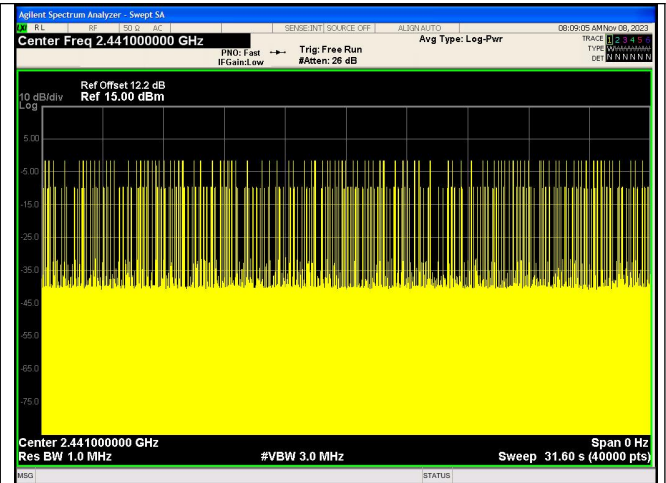 Agilent Spectrum Analyzer - Swept SA
RL RF 50 Ω AC SENSE:INT SOURCE OFF ALIGN AUTO 08:09:05 AM Nov 08, 2023
Center Freq 2.441000000 GHz Avg Type: Log-Pwr TRACE 1 2 3 4 5 6
PNO: Fast Trig: Free Run TYPE
IFGain:Low #Atten: 26 dB DET N N N N N N
Ref Offset 12.2 dB
10 dB/div Ref 15.00 dBm
Log
5.00
-5.00
-15.0
-25.0
-35.0
-45.0
-55.0
-65.0
-75.0
Center 2.441000000 GHz Span 0 Hz
Res BW 1.0 MHz #VBW 3.0 MHz Sweep 31.60 s (40000 pts)
MSG STATUS